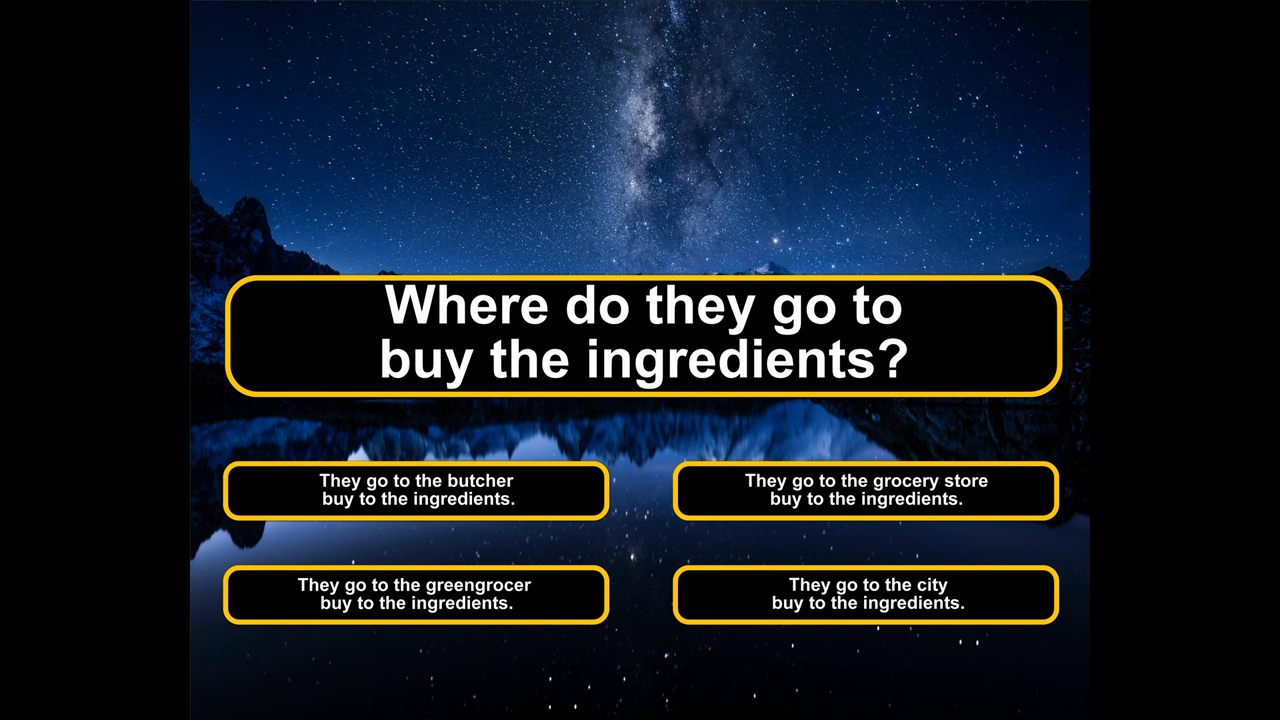 Where do they go to
buy the ingredients?
They go to the butcher
buy to the ingredients.
They go to the grocery store
buy to the ingredients.
They go to the greengrocer
buy to the ingredients.
They go to the city
buy to the ingredients.